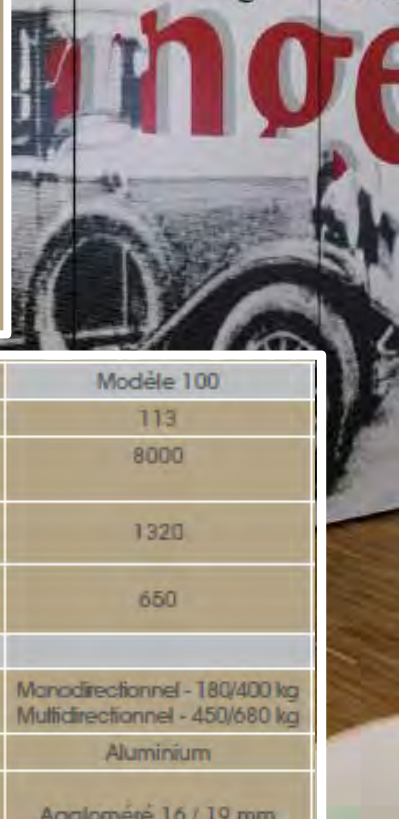 nge
Modèle 100
113
8000
1320
650
Monodirectionnel - 180/400 kg
Multidirectionnel - 450/680 kg
Aluminium
Aggloméré 16 / 19 mm